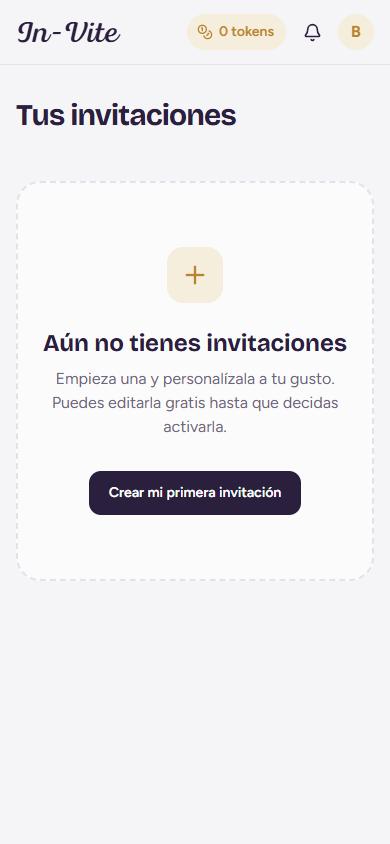 In-Vite
0 tokens
B
Tus invitaciones
Aún no tienes invitaciones
Empieza una y personalízala a tu gusto.
Puedes editarla gratis hasta que decidas
activarla.
Crear mi primera invitación